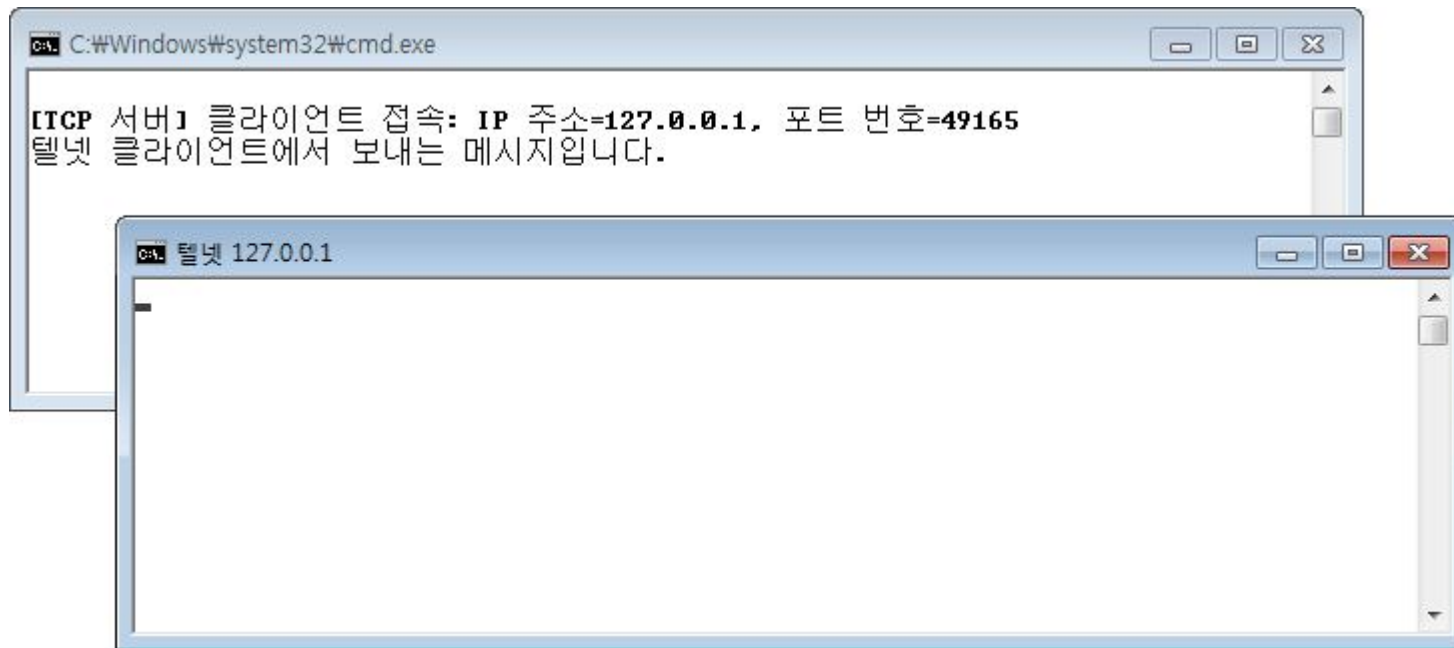 C:₩Windows₩system32₩cmd.exe
[TCP 서버] 클라이언트 접속: IP 주소=127.0.0.1, 포트 번호=49165
텔넷 클라이언트에서 보내는 메시지입니다.
텔넷 127.0.0.1